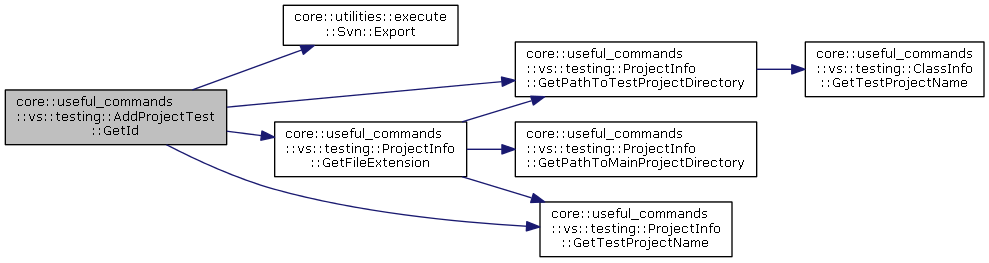 core::useful_commands
::vs::testing::AddProjectTest
::GetId
core::utilities::execute
::Svn::Export
core::useful_commands
::vs::testing::ProjectInfo
::GetFileExtension
core::useful_commands
::vs::testing::ProjectInfo
::GetPathToTestProjectDirectory
core::useful_commands
::vs::testing::ProjectInfo
::GetPathToMainProjectDirectory
core::useful_commands
::vs::testing::ProjectInfo
::GetTestProjectName
core::useful_commands
::vs::testing::ClassInfo
::GetTestProjectName